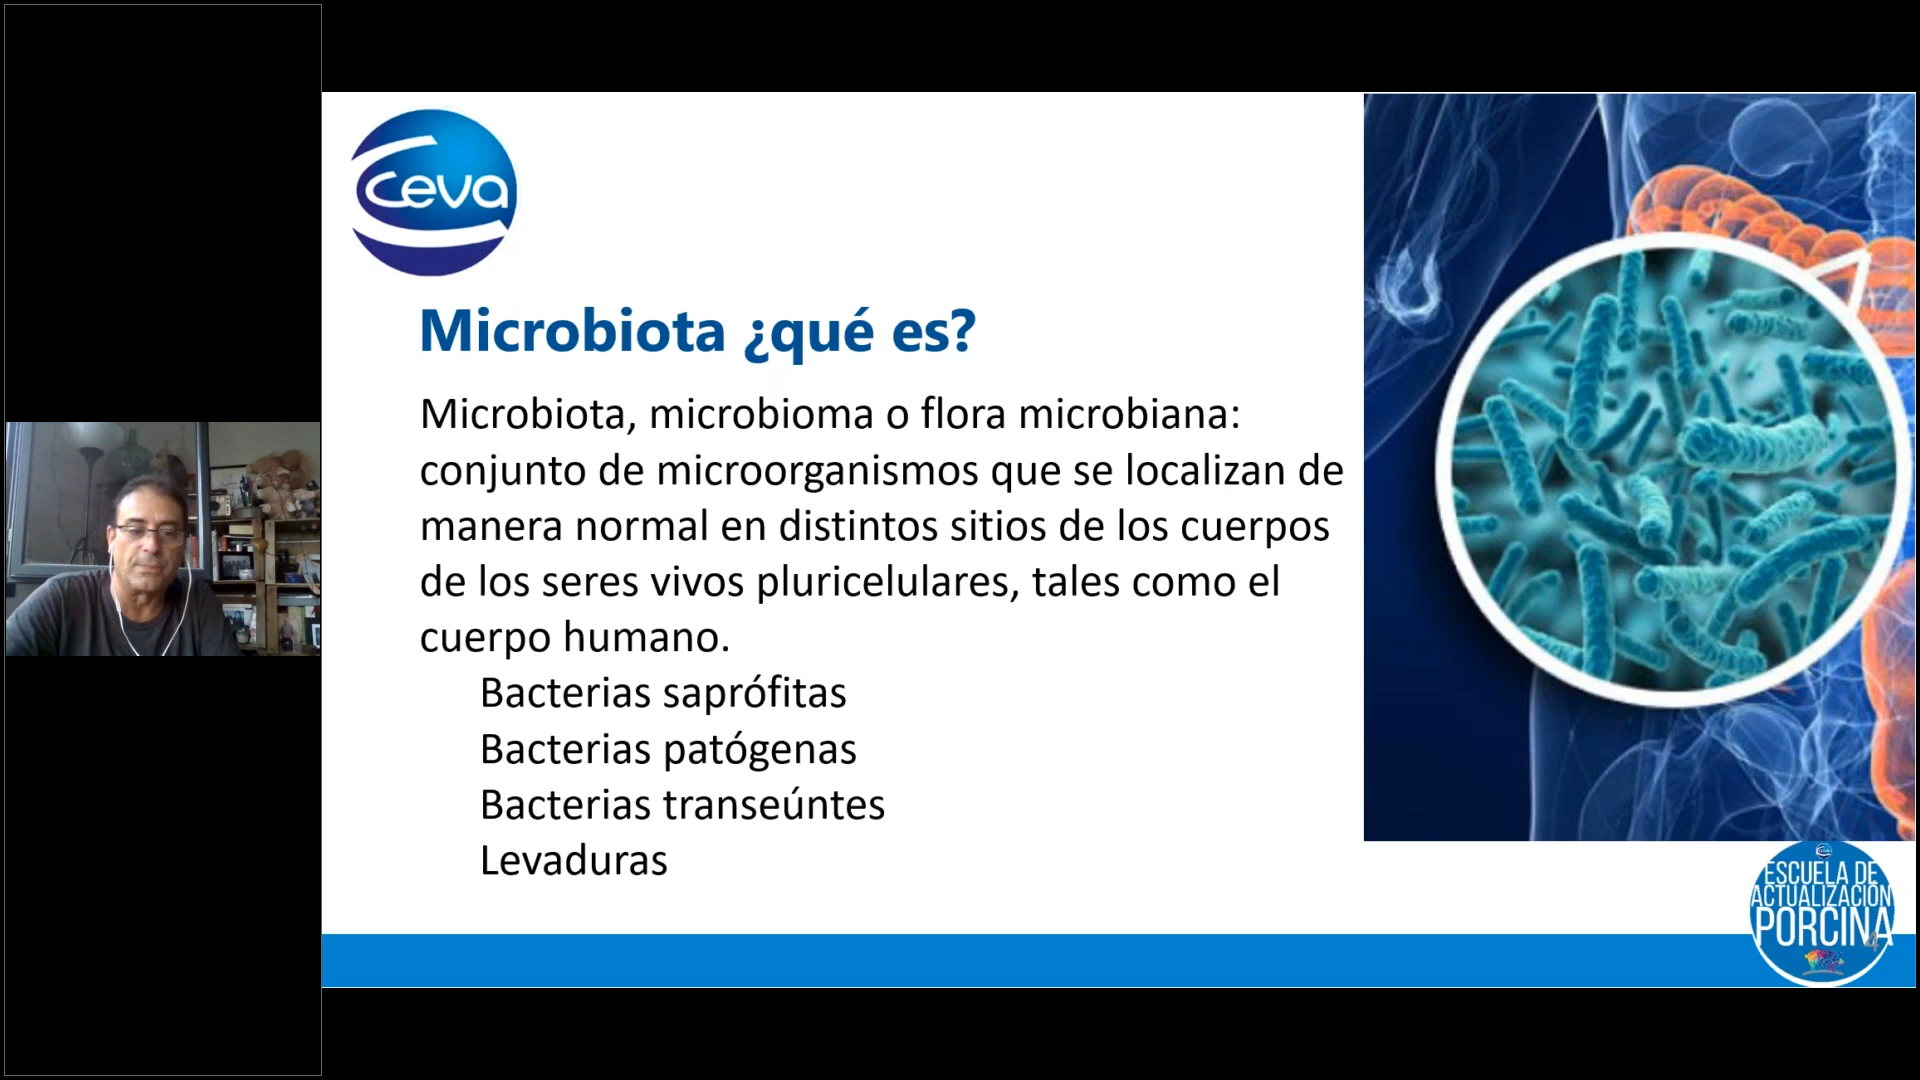 ceva
Microbiota ¿qué es?
Microbiota, microbioma o flora microbiana:
conjunto de microorganismos que se localizan de
manera normal en distintos sitios de los cuerpos
de los seres vivos pluricelulares, tales como el
cuerpo humano.
Bacterias saprófitas
Bacterias patógenas
Bacterias transeúntes
Levaduras
ESCUELA DE
ACTUALIZACIÓN
PORCINA
4